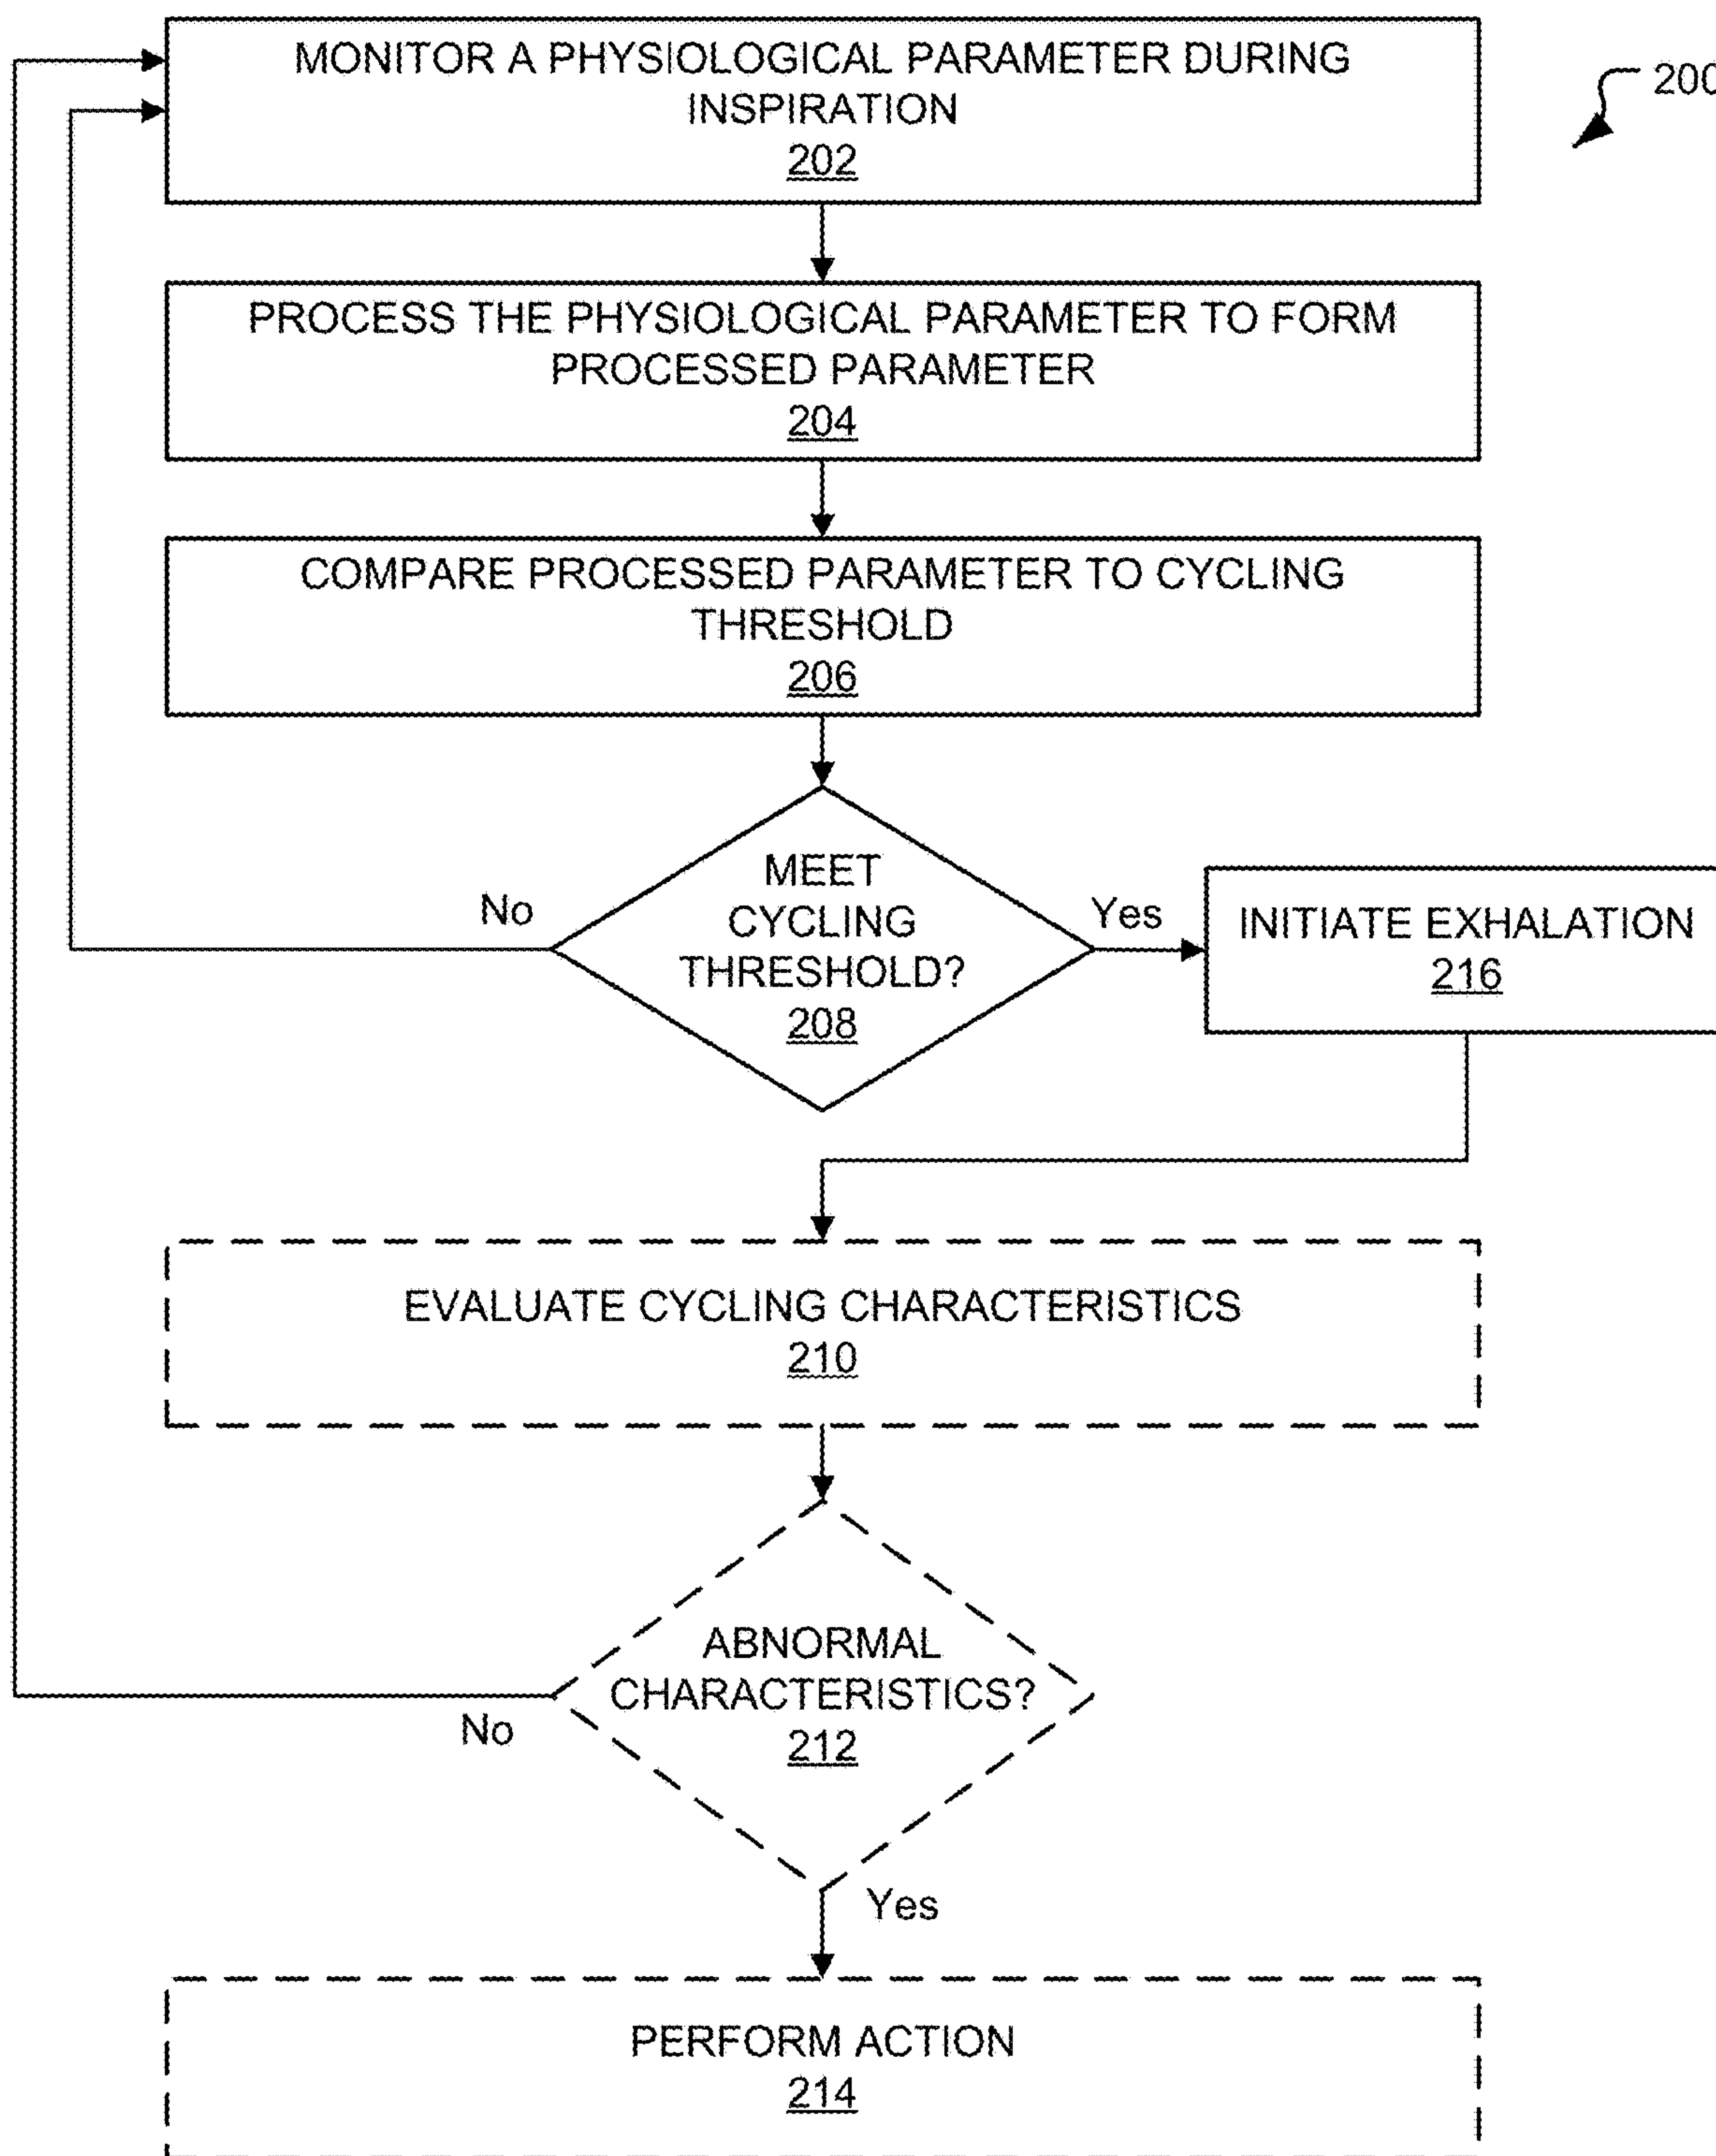 MONITOR A PHYSIOLOGICAL PARAMETER DURING
INSPIRATION
202
200
PROCESS THE PHYSIOLOGICAL PARAMETER TO FORM
PROCESSED PARAMETER
204
COMPARE PROCESSED PARAMETER TO CYCLING
THRESHOLD
206
MEET
CYCLING
THRESHOLD?
208
No
Yes
INITIATE EXHALATION
216
EVALUATE CYCLING CHARACTERISTICS
210
ABNORMAL
CHARACTERISTICS?
212
No
Yes
PERFORM ACTION
214